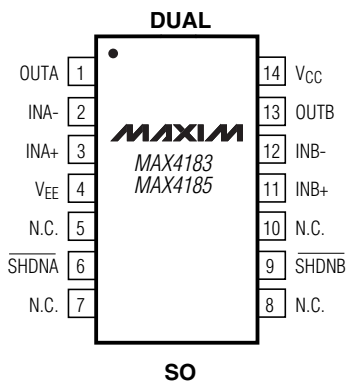 DUAL
OUTA 1 14 VCC
INA- 2 13 OUTB
MAXIM
INA+ 3 12 INB-
MAX4183
MAX4185
VEE 4 11 INB+
N.C. 5 10 N.C.
SHDNA 6 9 SHDNB
N.C. 7 8 N.C.
SO